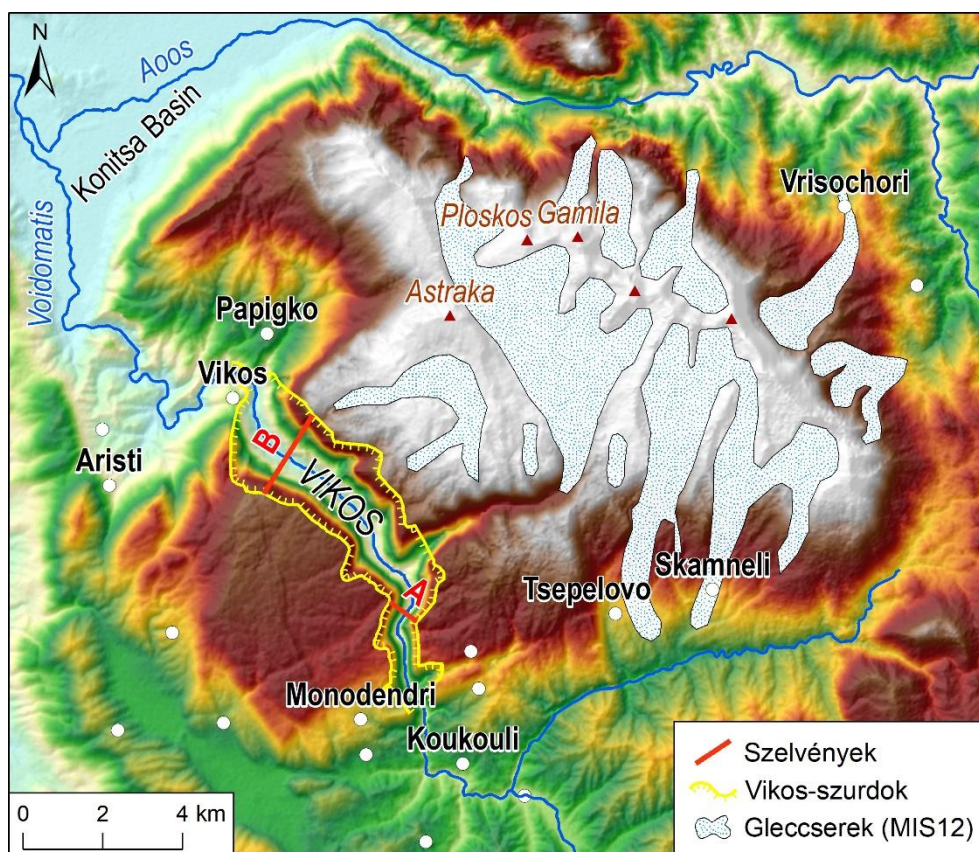 N
Aoos
Konitsa Basin
Voidomatis
Vrisochori
Ploskos
Gamila
Astraka
Papigko
Vikos
B
VIKOS
Aristi
A
Skamneli
Tsepelovo
Monodendri
Koukouli
0 2 4 km
Szelvények
Vikos-szurdok
Gleccserek (MIS12)